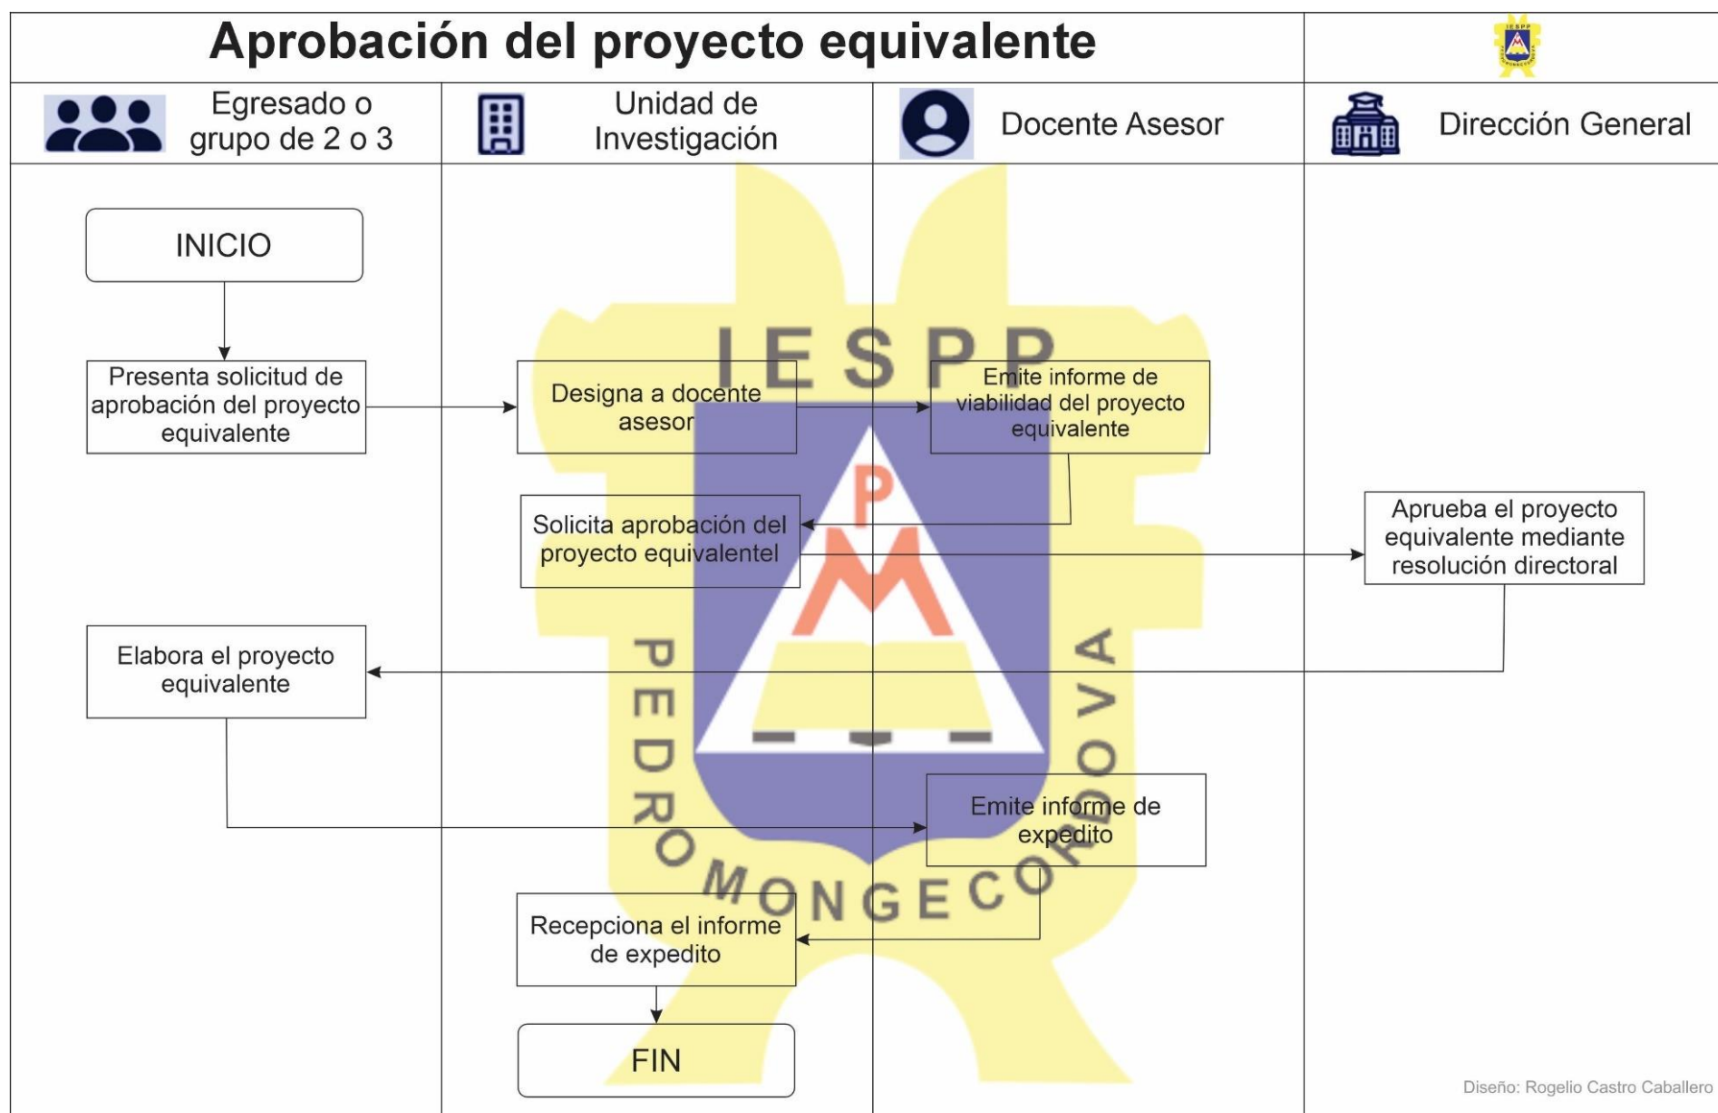 Aprobación del proyecto equivalente
IESPP
Egresado o
grupo de 2 o 3
Unidad de
Investigación
Docente Asesor
Dirección General
INICIO
IESPP
Presenta solicitud de
aprobación del proyecto
equivalente
Designa a docente
asesor
Emite informe de
viabilidad del proyecto
equivalente
P
M
Solicita aprobación del
proyecto equivalentel
Aprueba el proyecto
equivalente mediante
resolución directoral
Elabora el proyecto
equivalente
PEDRO MONGE CORDOVA
Emite informe de
expedito
Recepciona el informe
de expedito
FIN
Diseño: Rogelio Castro Caballero